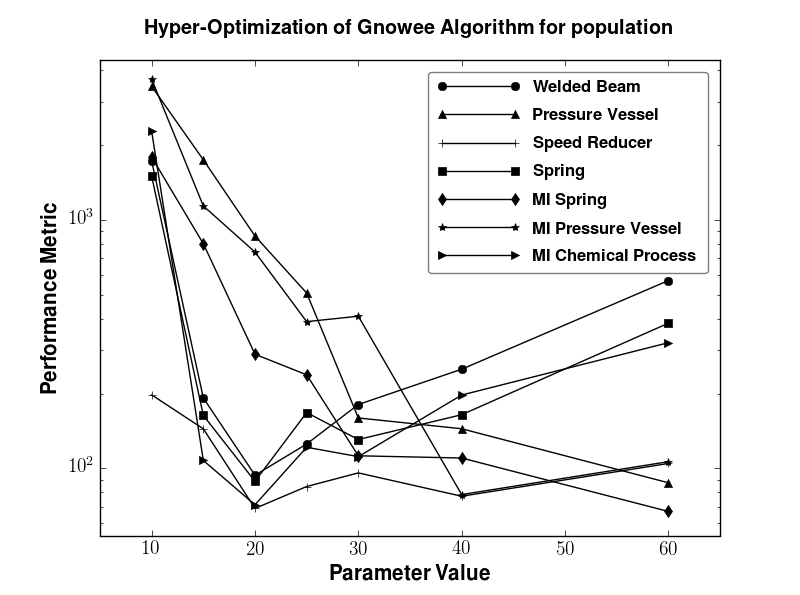 Hyper-Optimization of Gnowee Algorithm for population
Welded Beam
Pressure Vessel
Speed Reducer
Spring
MI Spring
MI Pressure Vessel
MI Chemical Process
Performance Metric
10³
10²
10 20 30 40 50 60
Parameter Value